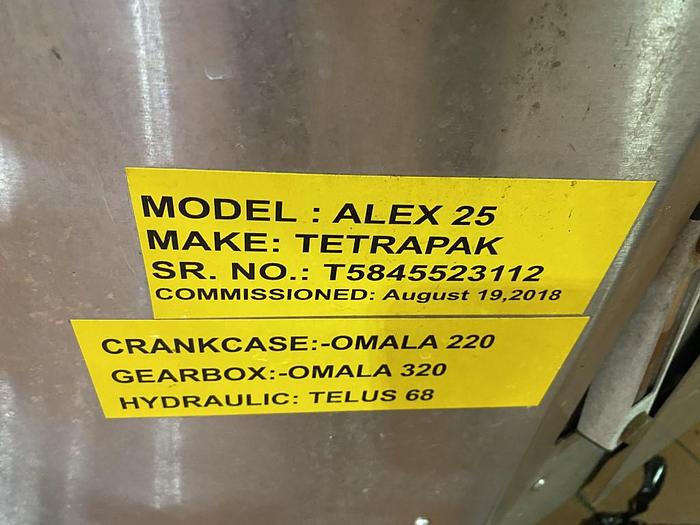 MODEL : ALEX 25
MAKE: TETRAPAK
SR. NO.: T5845523112
COMMISSIONED: August 19,2018
CRANKCASE:-OMALA 220
GEARBOX:-OMALA 320
HYDRAULIC: TELUS 68